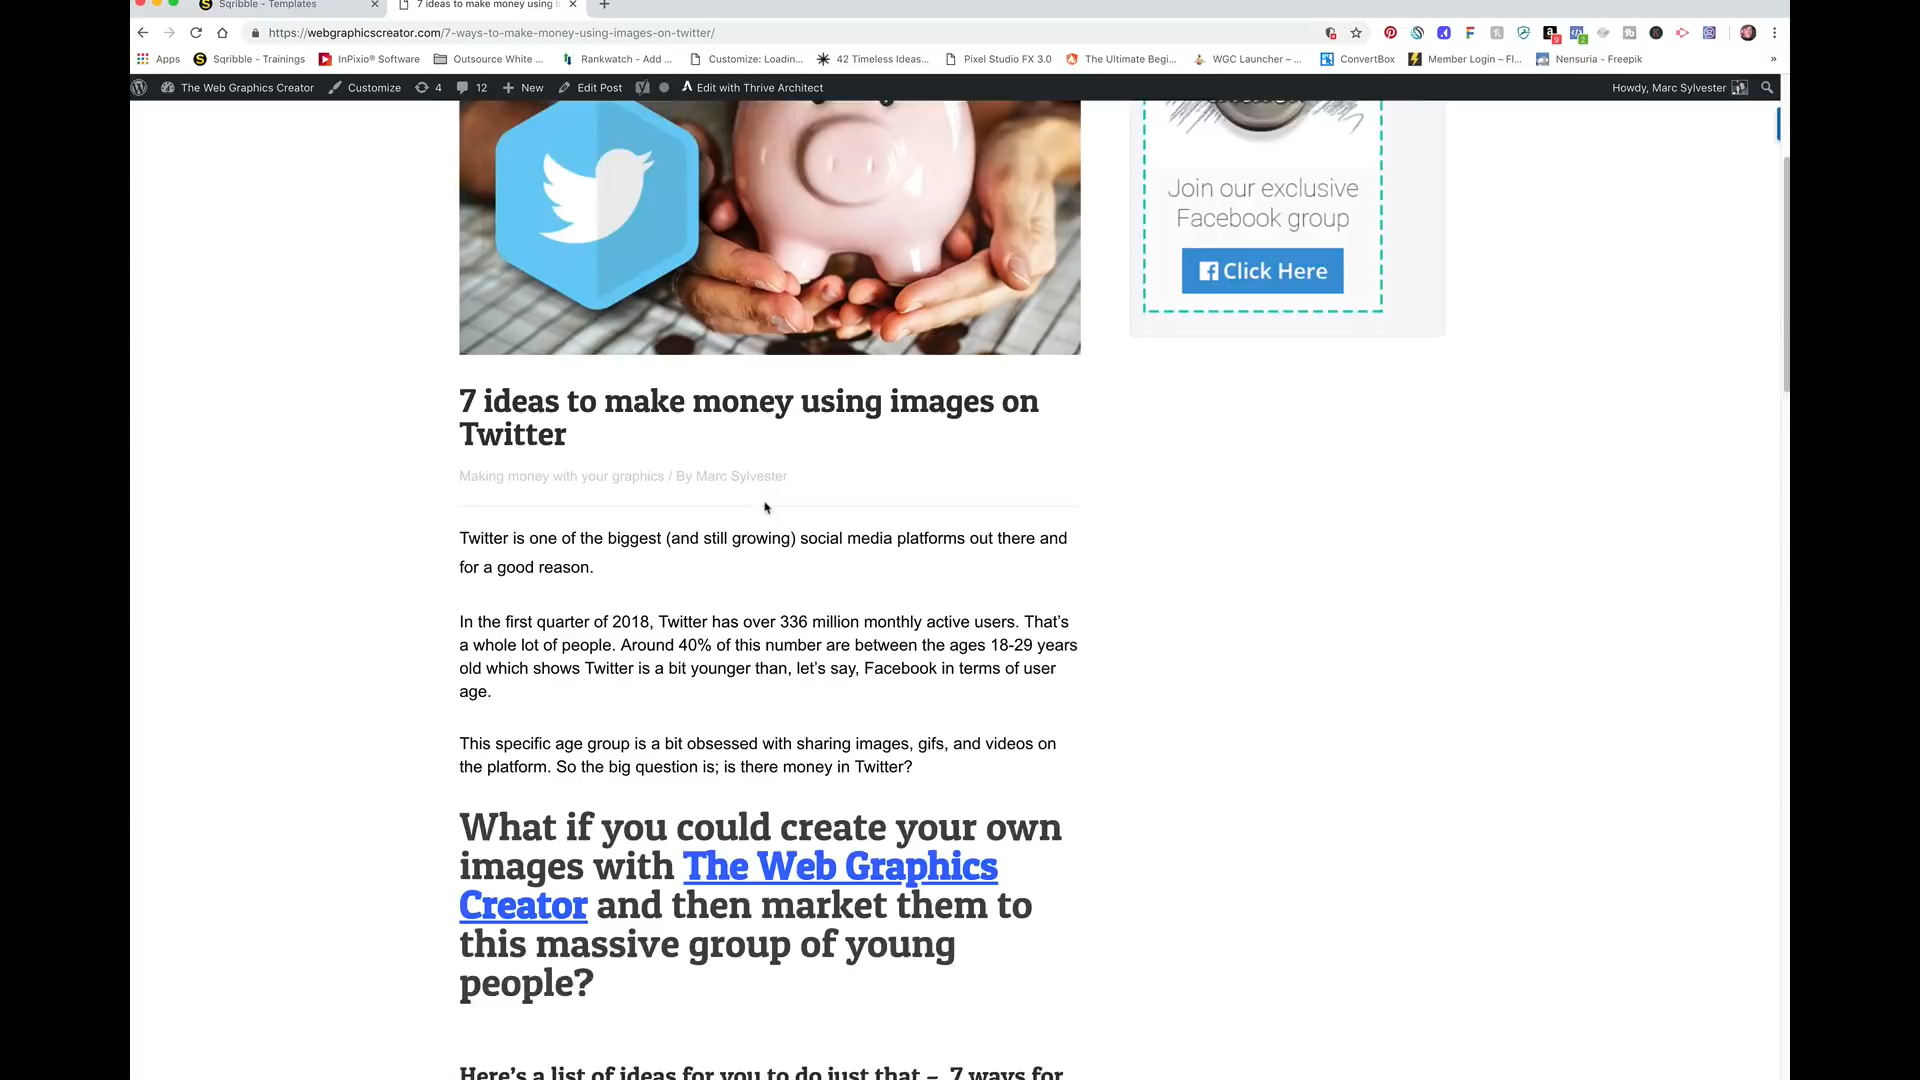 Sqribble - Templates
7 ideas to make money using i
https://webgraphicscreator.com/7-ways-to-make-money-using-images-on-twitter/
Apps Sqribble - Trainings InPixio® Software Outsource White ... Rankwatch - Add ... Customize: Loadin... 42 Timeless Ideas... Pixel Studio FX 3.0 The Ultimate Begi... WGC Launcher – ... ConvertBox Member Login – Fl... Nensuria - Freepik »
The Web Graphics Creator Customize 4 12 New Edit Post Edit with Thrive Architect Howdy, Marc Sylvester
Join our exclusive
Facebook group
Click Here
7 ideas to make money using images on
Twitter
Making money with your graphics / By Marc Sylvester
Twitter is one of the biggest (and still growing) social media platforms out there and
for a good reason.
In the first quarter of 2018, Twitter has over 336 million monthly active users. That's
a whole lot of people. Around 40% of this number are between the ages 18-29 years
old which shows Twitter is a bit younger than, let's say, Facebook in terms of user
age.
This specific age group is a bit obsessed with sharing images, gifs, and videos on
the platform. So the big question is; is there money in Twitter?
What if you could create your own
images with The Web Graphics
Creator and then market them to
this massive group of young
people?
Here's a list of ideas for you to do just that – 7 ways for